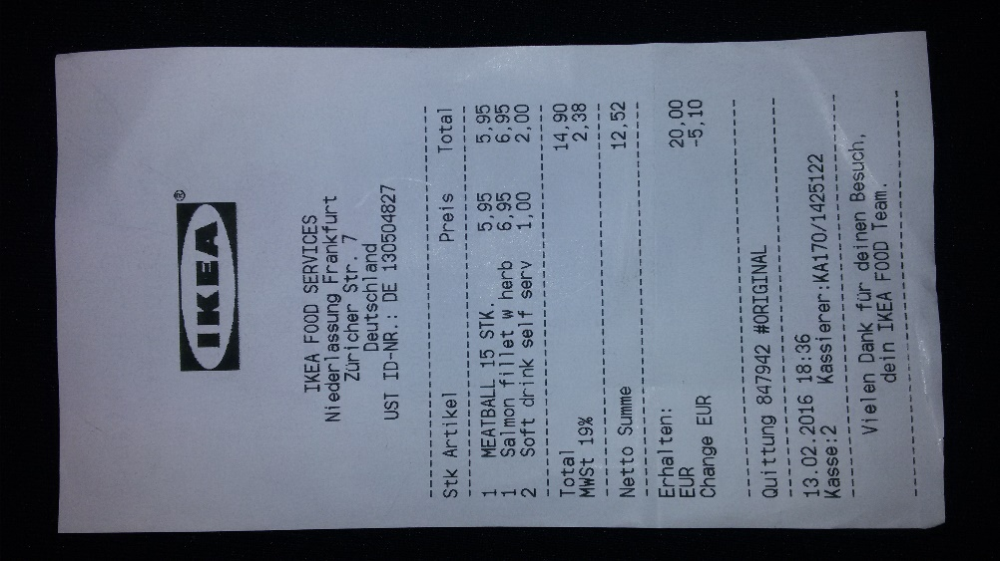 IKEA®
IKEA FOOD SERVICES
Niederlassung Frankfurt
Züricher Str. 7
Deutschland
UST ID-NR.: DE 130504827
Stk Artikel Preis Total
1 MEATBALL 15 STK. 5,95 5,95
1 Salmon fillet w herb 6,95 6,95
2 Soft drink self serv 1,00 2,00
Total 14,90
MWSt 19% 2,38
Netto Summe 12,52
Erhalten:
EUR 20,00
Change EUR -5,10
Quittung 847942 #ORIGINAL
13.02.2016 18:36
Kasse:2 Kassierer:KA170/1425122
Vielen Dank für deinen Besuch,
dein IKEA FOOD Team.